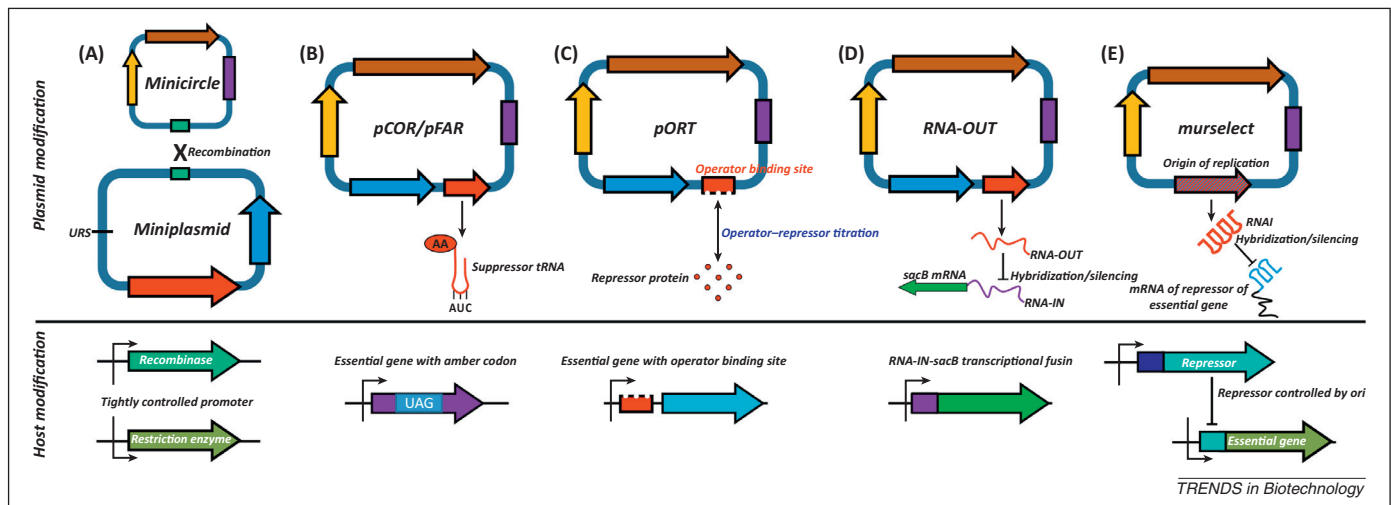 Plasmid modification
(A)
Minicircle
X Recombination
Miniplasmid
URS
(B)
pCOR/pFAR
AA
Suppressor tRNA
AUC
(C)
pORT
Operator binding site
Operator–repressor titration
Repressor protein
(D)
RNA-OUT
RNA-OUT
sacB mRNA
Hybridization/silencing
RNA-IN
(E)
murselect
Origin of replication
RNAI
Hybridization/silencing
mRNA of repressor of
essential gene
Host modification
Recombinase
Tightly controlled promoter
Restriction enzyme
Essential gene with amber codon
UAG
Essential gene with operator binding site
RNA-IN-sacB transcriptional fusin
Repressor
Repressor controlled by ori
Essential gene
TRENDS in Biotechnology